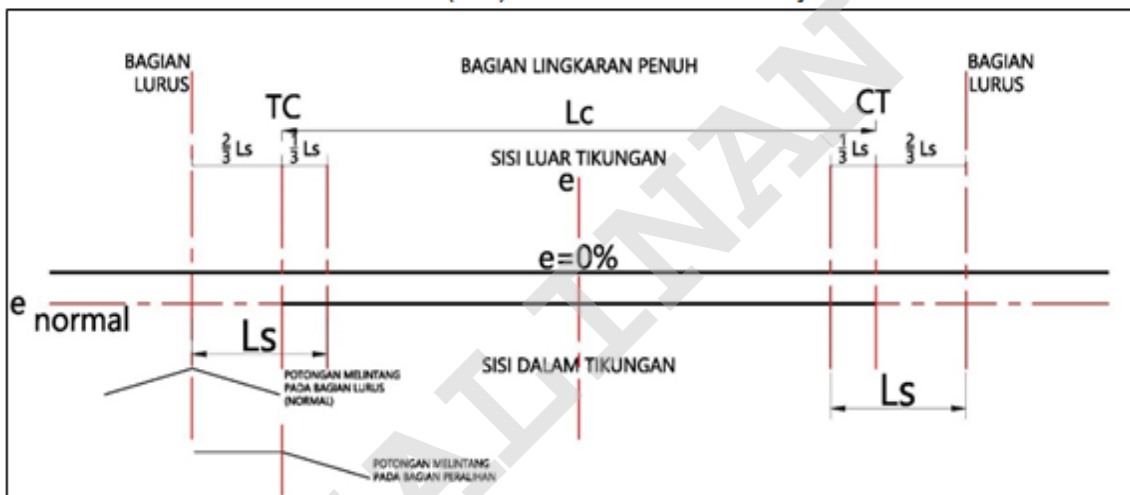 BAGIAN
LURUS
BAGIAN LINGKARAN PENUH
BAGIAN
LURUS
TC
Lc
CT
2/3 Ls
1/3 Ls
SISI LUAR TIKUNGAN
1/3 Ls
2/3 Ls
e
e=0%
e normal
Ls
SISI DALAM TIKUNGAN
POTONGAN MELINTANG
PADA BAGIAN LURUS
(NORMAL)
Ls
POTONGAN MELINTANG
PADA BAGIAN PERALIHAN